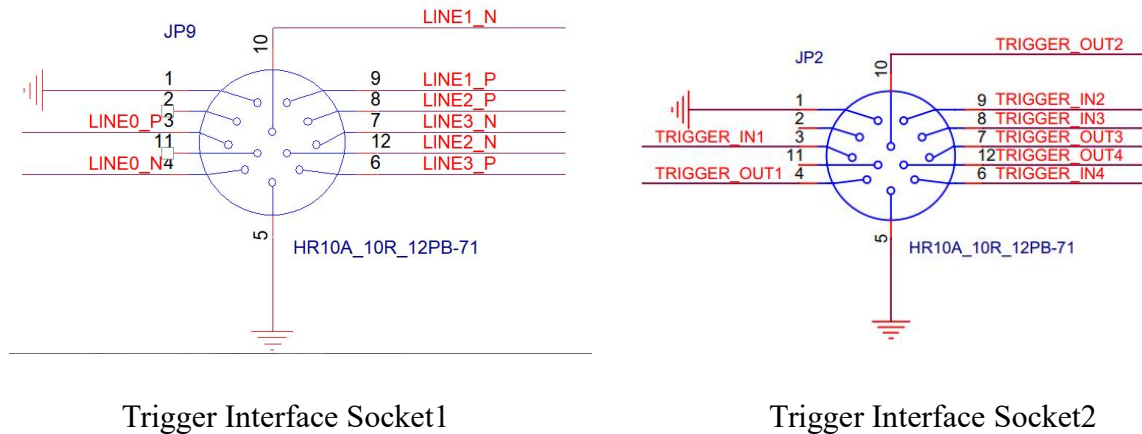 LINE1_N
JP9
10
1
9
LINE1_P
2
8
LINE2_P
LINE0_P
3
7
LINE3_N
11
12
LINE2_N
LINE0_N
4
6
LINE3_P
5
HR10A_10R_12PB-71
Trigger Interface Socket1
TRIGGER_OUT2
JP2
10
1
9
TRIGGER_IN2
2
8
TRIGGER_IN3
TRIGGER_IN1
3
7
TRIGGER_OUT3
11
12
TRIGGER_OUT4
TRIGGER_OUT1
4
6
TRIGGER_IN4
5
HR10A_10R_12PB-71
Trigger Interface Socket2